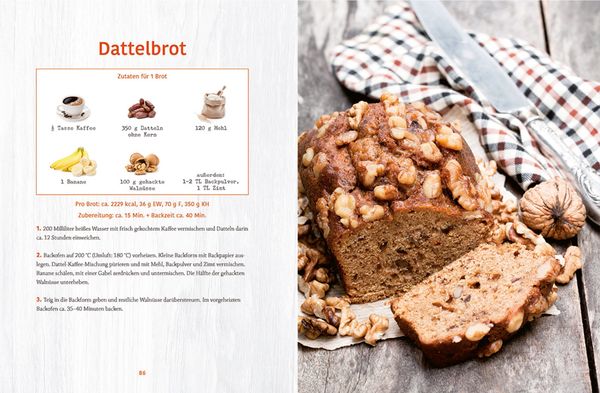 Dattelbrot
Zutaten für 1 Brot
½ Tasse Kaffee
350 g Datteln
ohne Kern
120 g Mehl
1 Banane
100 g gehackte
Walnüsse
außerdem:
1-2 TL Backpulver,
1 TL Zimt
Pro Brot: ca. 2229 kcal, 36 g EW, 70 g F, 350 g KH
Zubereitung: ca. 15 Min. + Backzeit ca. 40 Min.
1. 200 Milliliter heißes Wasser mit frisch gekochtem Kaffee vermischen und Datteln darin
ca. 12 Stunden einweichen.
2. Backofen auf 200 °C (Umluft: 180 °C) vorheizen. Kleine Backform mit Backpapier aus-
legen. Dattel-Kaffee-Mischung pürieren und mit Mehl, Backpulver und Zimt vermischen.
Banane schälen, mit einer Gabel zerdrücken und untermischen. Die Hälfte der gehackten
Walnüsse unterheben.
3. Teig in die Backform geben und restliche Walnüsse darüberstreuen. Im vorgeheizten
Backofen ca. 35–40 Minuten backen.
86